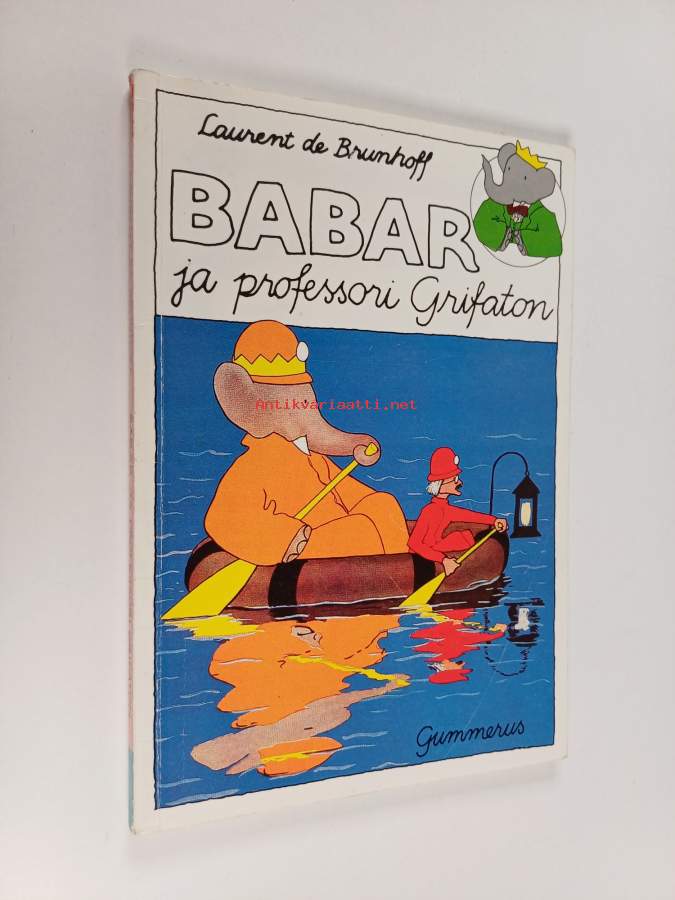 Laurent de Brunhoff
BABAR
ja professori Grifaton
Antikvariaatti.net
Gummerus